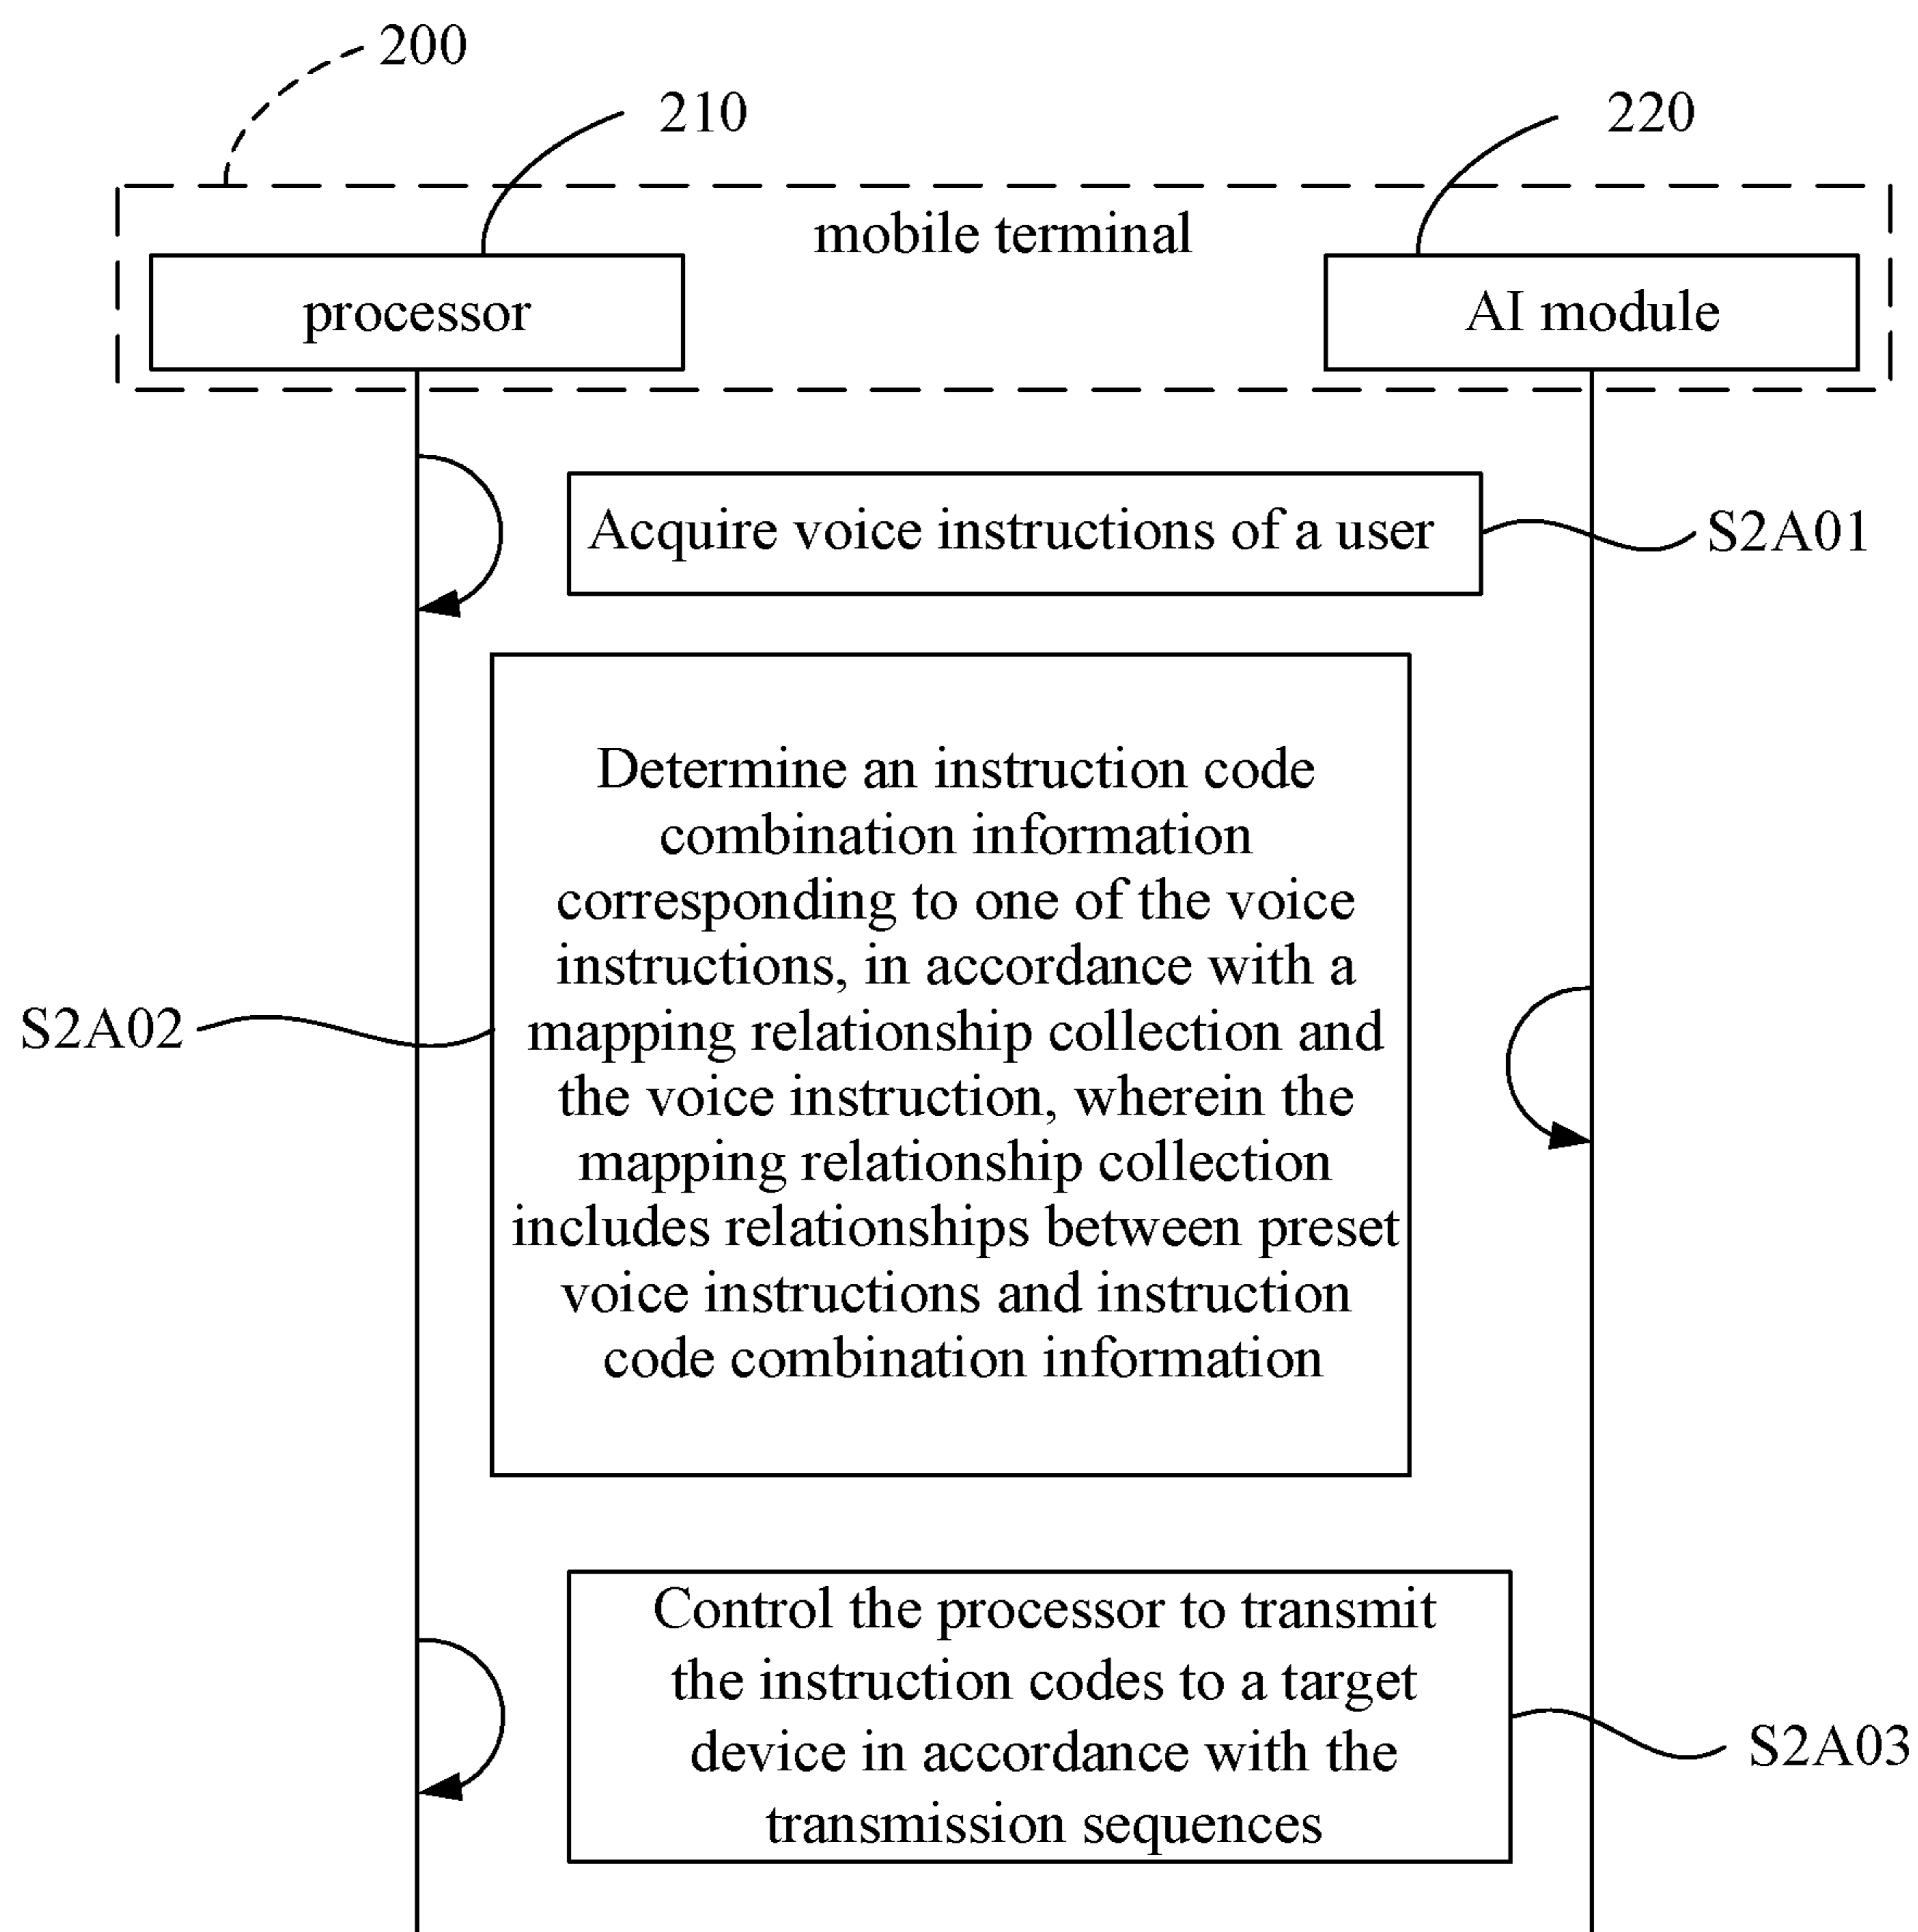 200
210
220
mobile terminal
processor
AI module
Acquire voice instructions of a user
S2A01
Determine an instruction code
combination information
corresponding to one of the voice
instructions, in accordance with a
mapping relationship collection and
the voice instruction, wherein the
mapping relationship collection
includes relationships between preset
voice instructions and instruction
code combination information
S2A02
Control the processor to transmit
the instruction codes to a target
device in accordance with the
transmission sequences
S2A03